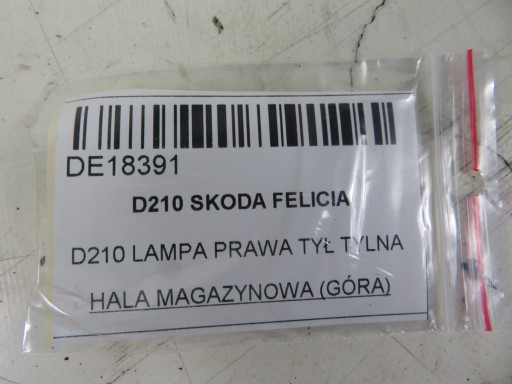 DE18391
D210 SKODA FELICIA
D210 LAMPA PRAWA TYŁ TYLNA
HALA MAGAZYNOWA (GÓRA)